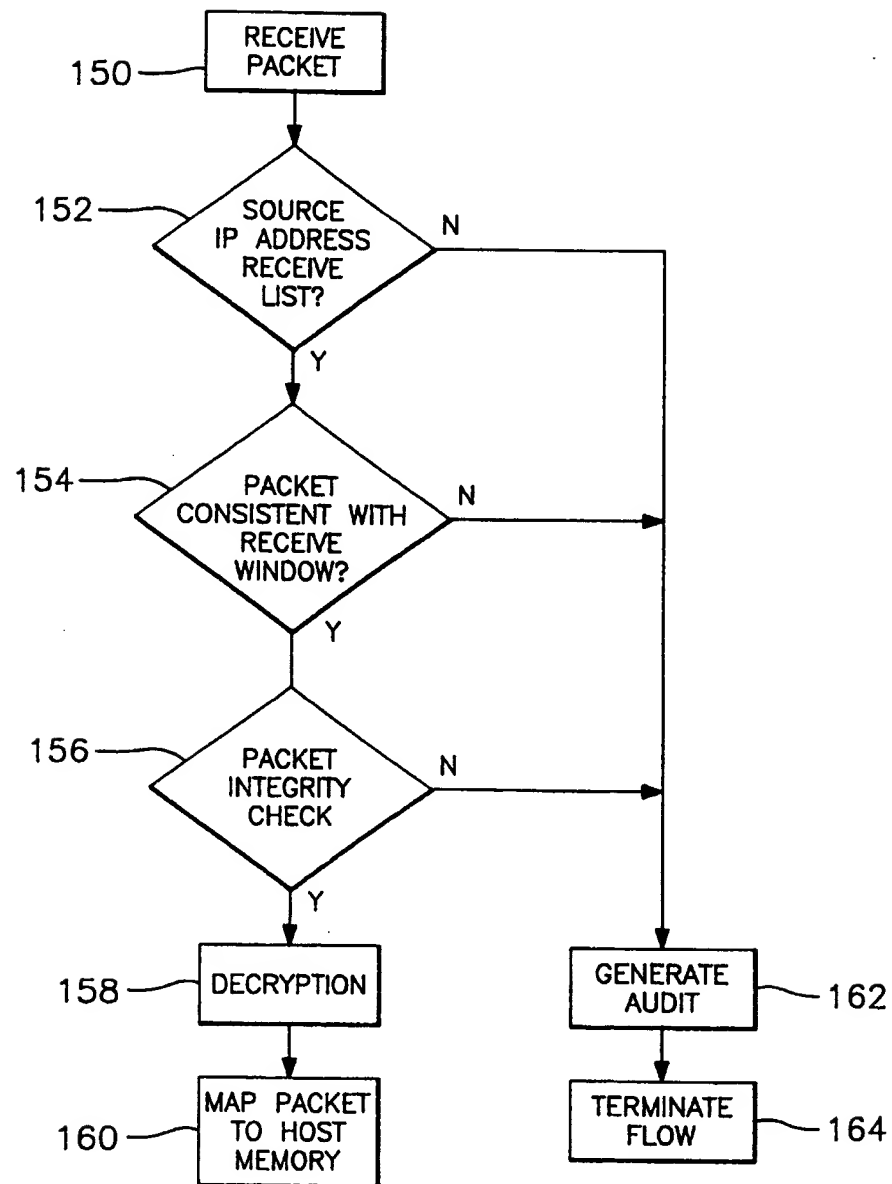 RECEIVE
PACKET
150
152
SOURCE
IP ADDRESS
RECEIVE
LIST?
N
Y
154
PACKET
CONSISTENT WITH
RECEIVE
WINDOW?
N
Y
156
PACKET
INTEGRITY
CHECK
N
Y
158
DECRYPTION
GENERATE
AUDIT
162
160
MAP PACKET
TO HOST
MEMORY
TERMINATE
FLOW
164